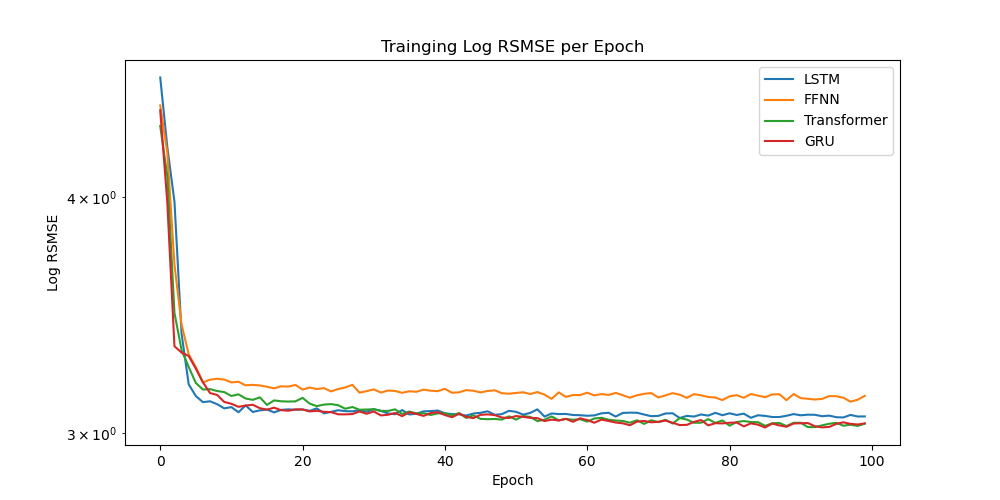 Trainging Log RSMSE per Epoch
LSTM
FFNN
Transformer
GRU
4 × 10⁰
3 × 10⁰
Log RSMSE
0 20 40 60 80 100
Epoch